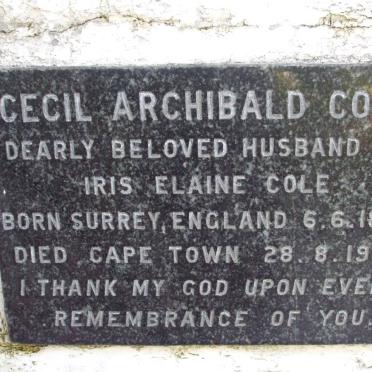 CECIL ARCHIBALD CO
DEARLY BELOVED HUSBAND
IRIS ELAINE COLE
BORN SURREY, ENGLAND 6.6.18
DIED CAPE TOWN 28.8.19
I THANK MY GOD UPON EVE
REMEMBRANCE OF YOU.